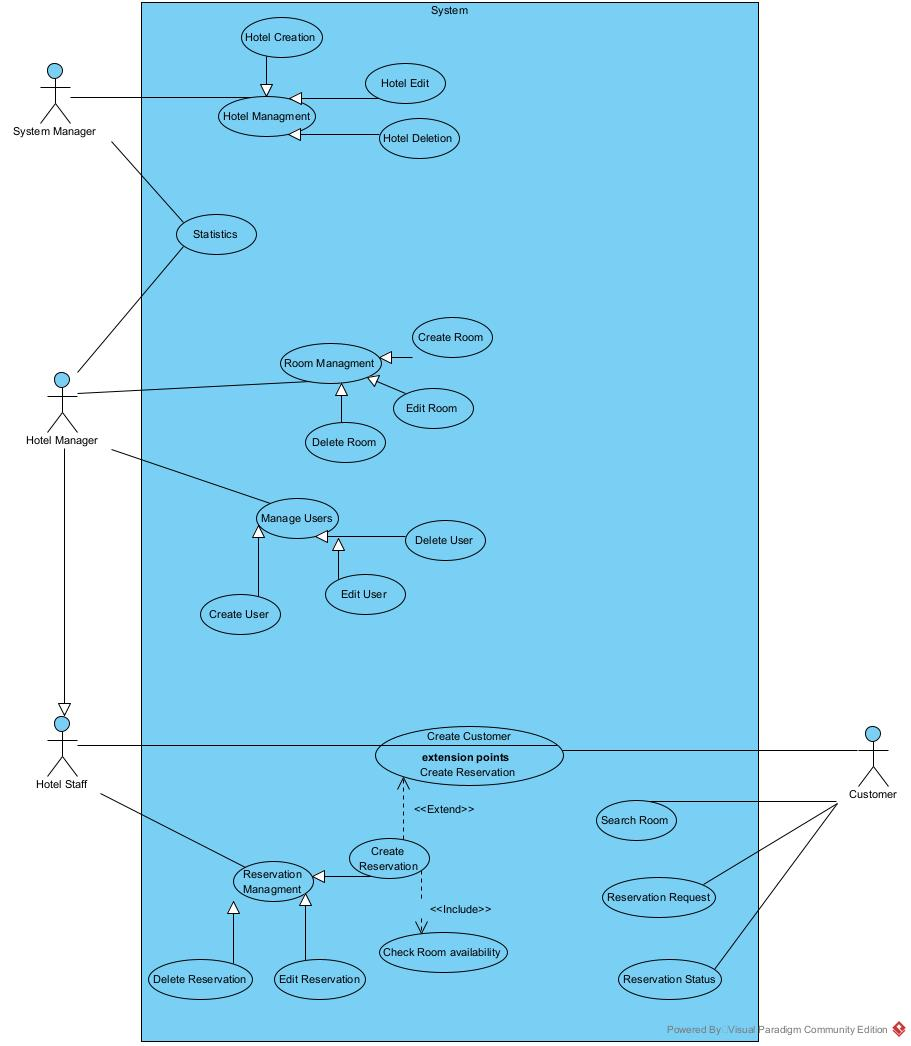 System
Hotel Creation
Hotel Edit
Hotel Managment
Hotel Deletion
System Manager
Statistics
Create Room
Room Managment
Edit Room
Hotel Manager
Delete Room
Manage Users
Delete User
Edit User
Create User
Create Customer
extension points
Create Reservation
Hotel Staff
Customer
<<Extend>>
Search Room
Create
Reservation
Reservation
Managment
Reservation Request
<<Include>>
Check Room availability
Delete Reservation
Edit Reservation
Reservation Status
Powered By Visual Paradigm Community Edition